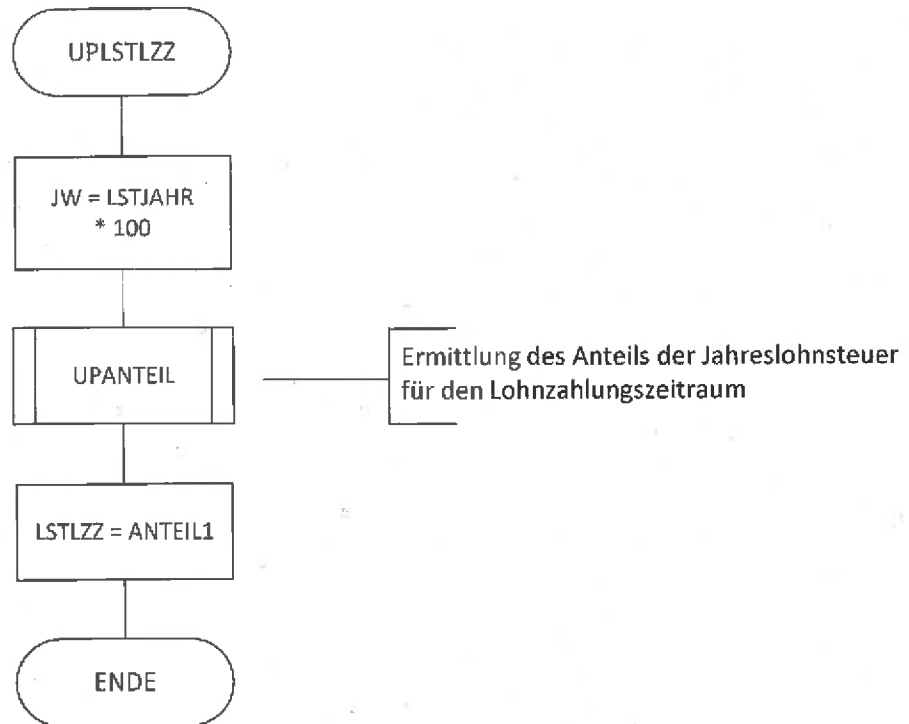 UPLSTLZZ
JW = LSTJAHR
* 100
UPANTEIL
Ermittlung des Anteils der Jahreslohnsteuer
für den Lohnzahlungszeitraum
LSTLZZ = ANTEIL1
ENDE